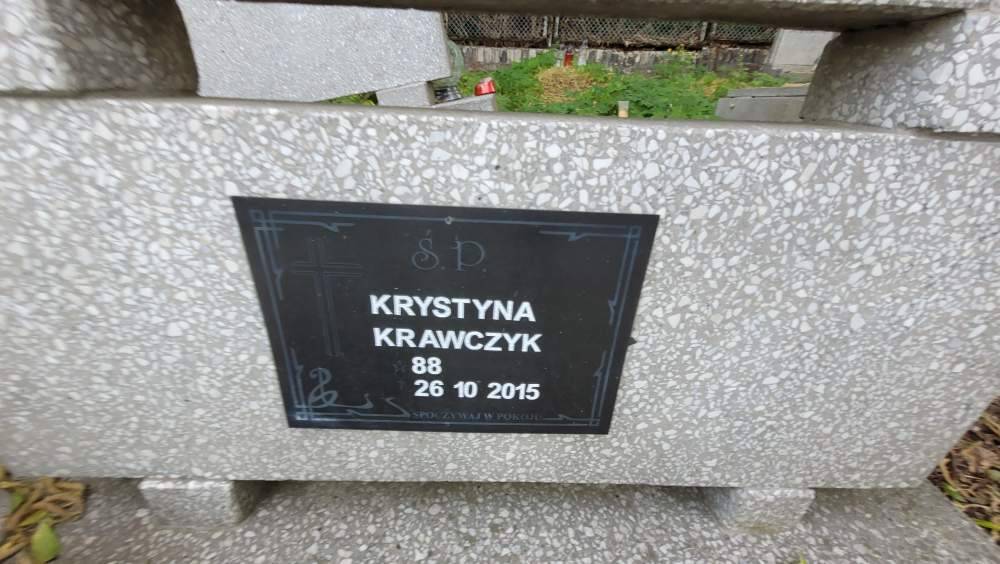 Ś.P.
KRYSTYNA
KRAWCZYK
88
26 10 2015
SPOCZYWAJ W POKOJU